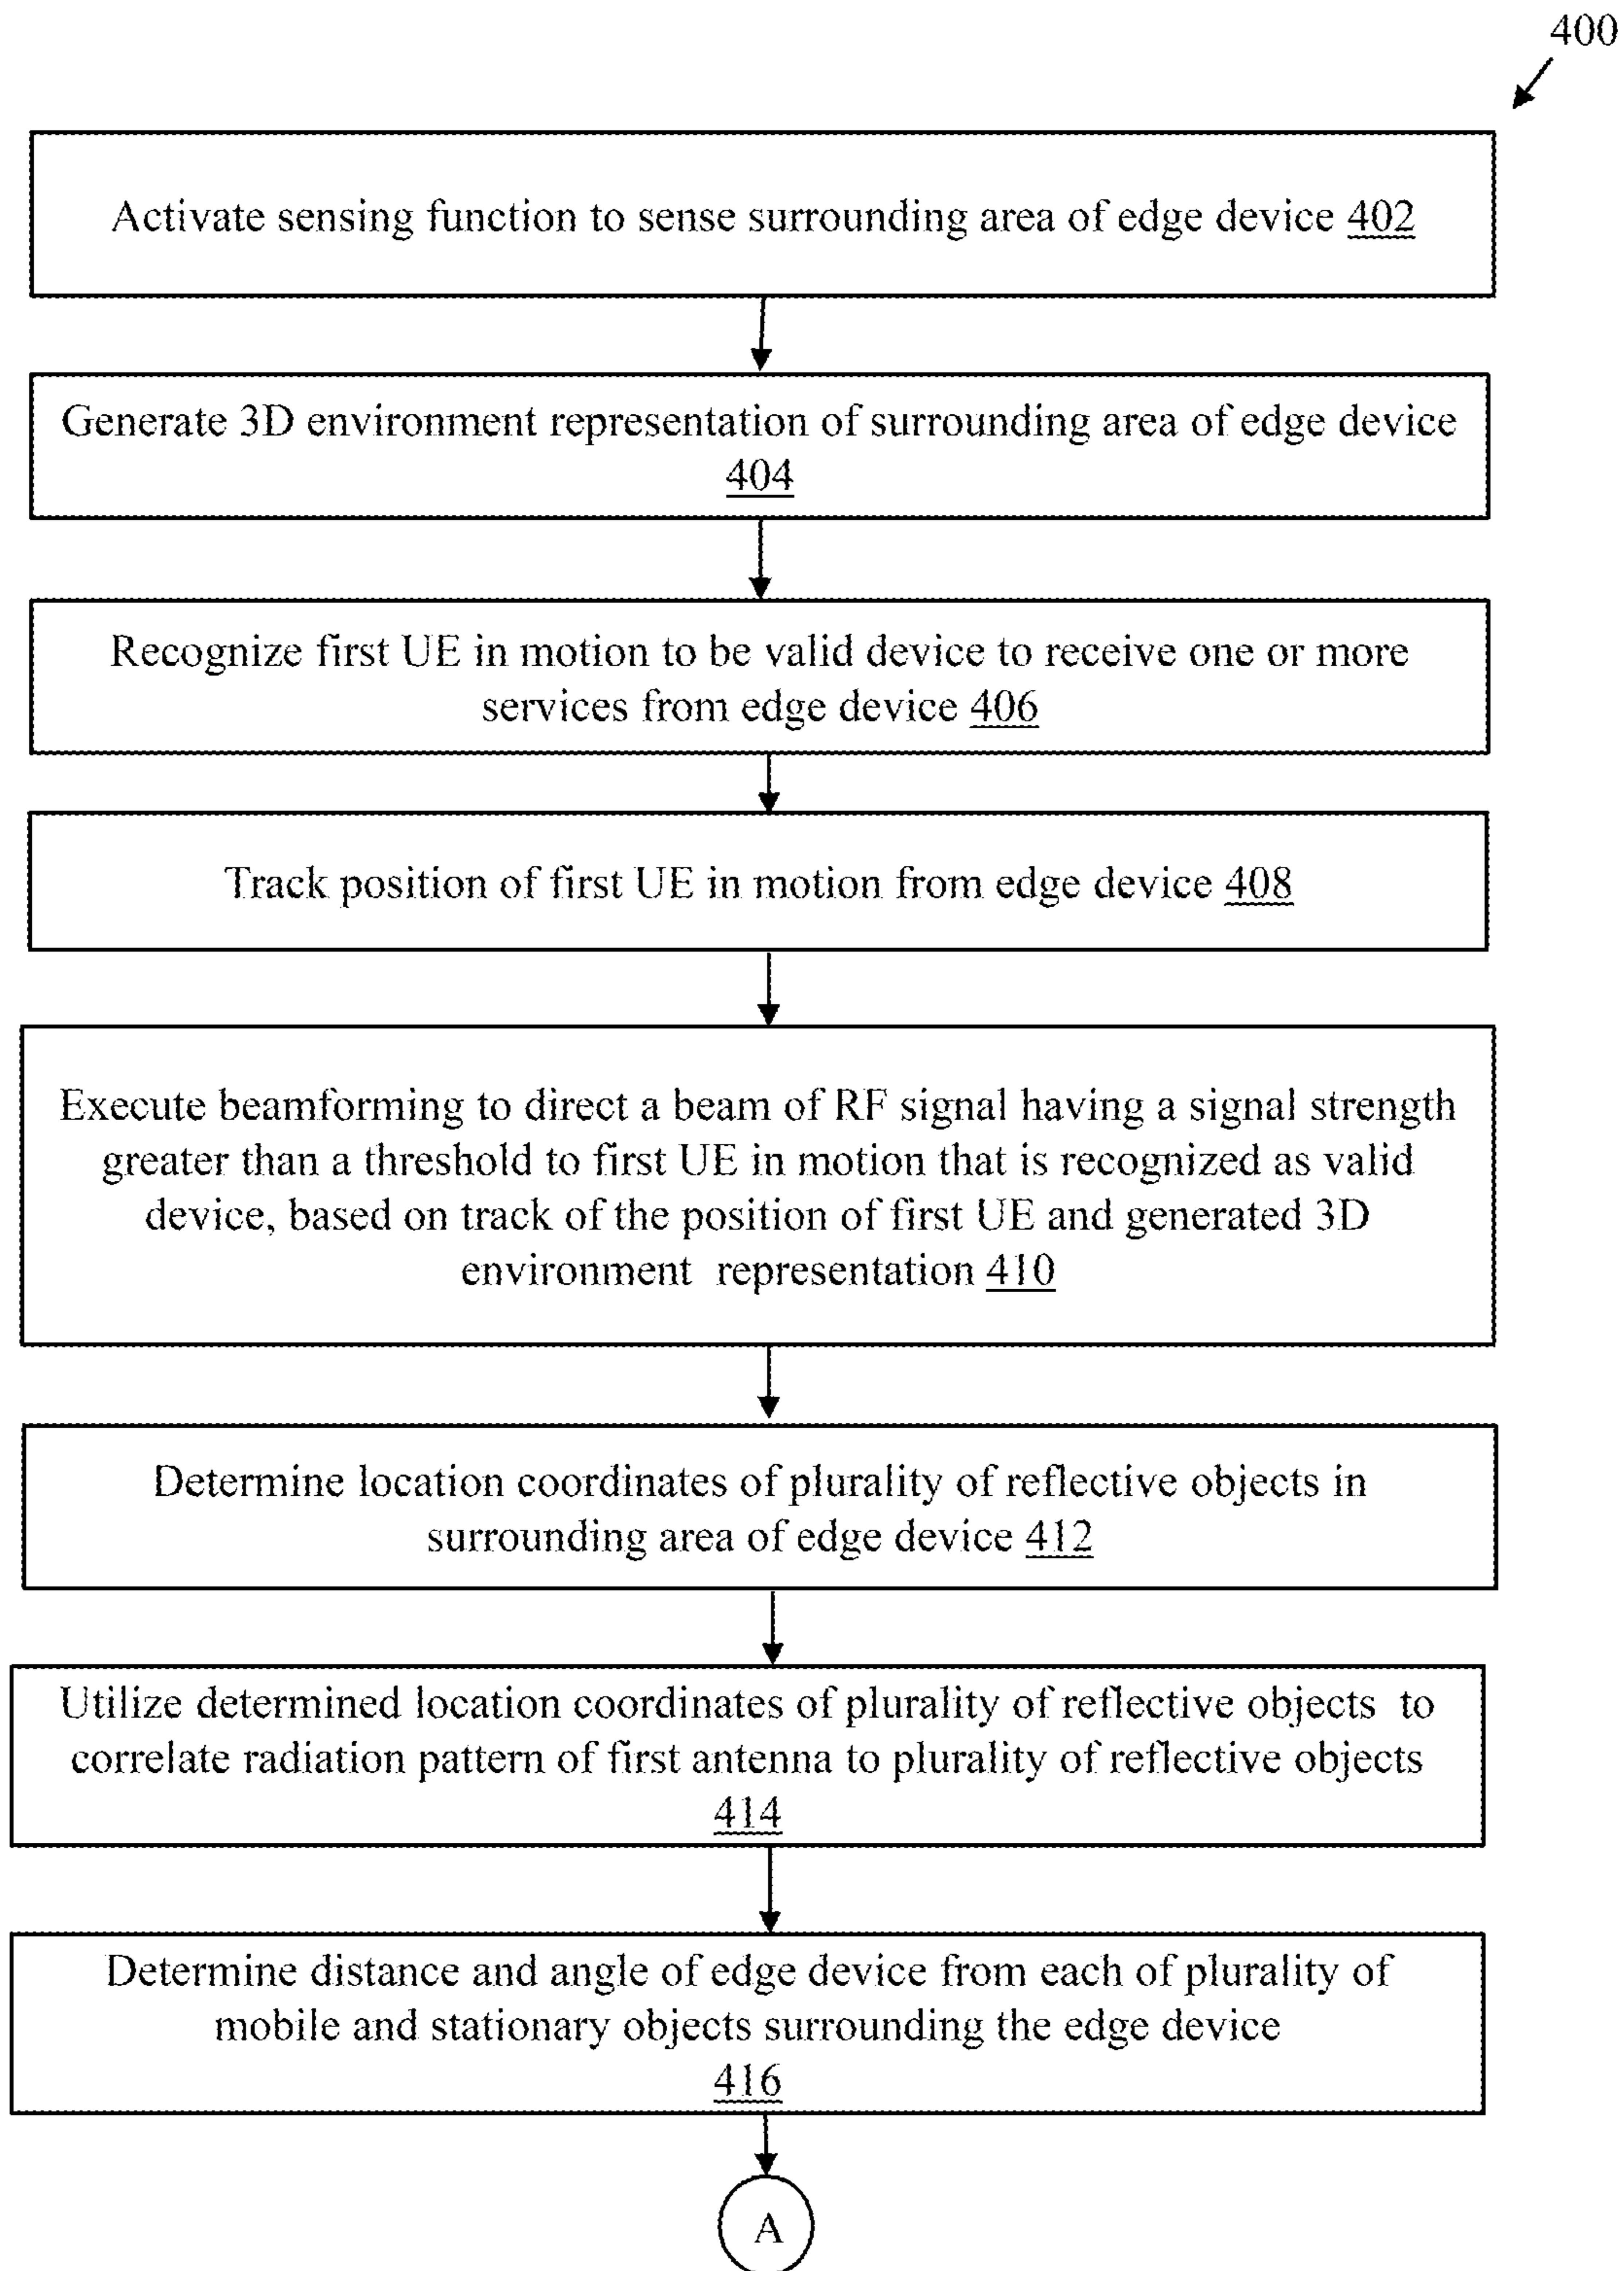 400
Activate sensing function to sense surrounding area of edge device 402
Generate 3D environment representation of surrounding area of edge device
404
Recognize first UE in motion to be valid device to receive one or more
services from edge device 406
Track position of first UE in motion from edge device 408
Execute beamforming to direct a beam of RF signal having a signal strength
greater than a threshold to first UE in motion that is recognized as valid
device, based on track of the position of first UE and generated 3D
environment representation 410
Determine location coordinates of plurality of reflective objects in
surrounding area of edge device 412
Utilize determined location coordinates of plurality of reflective objects to
correlate radiation pattern of first antenna to plurality of reflective objects
414
Determine distance and angle of edge device from each of plurality of
mobile and stationary objects surrounding the edge device
416
A